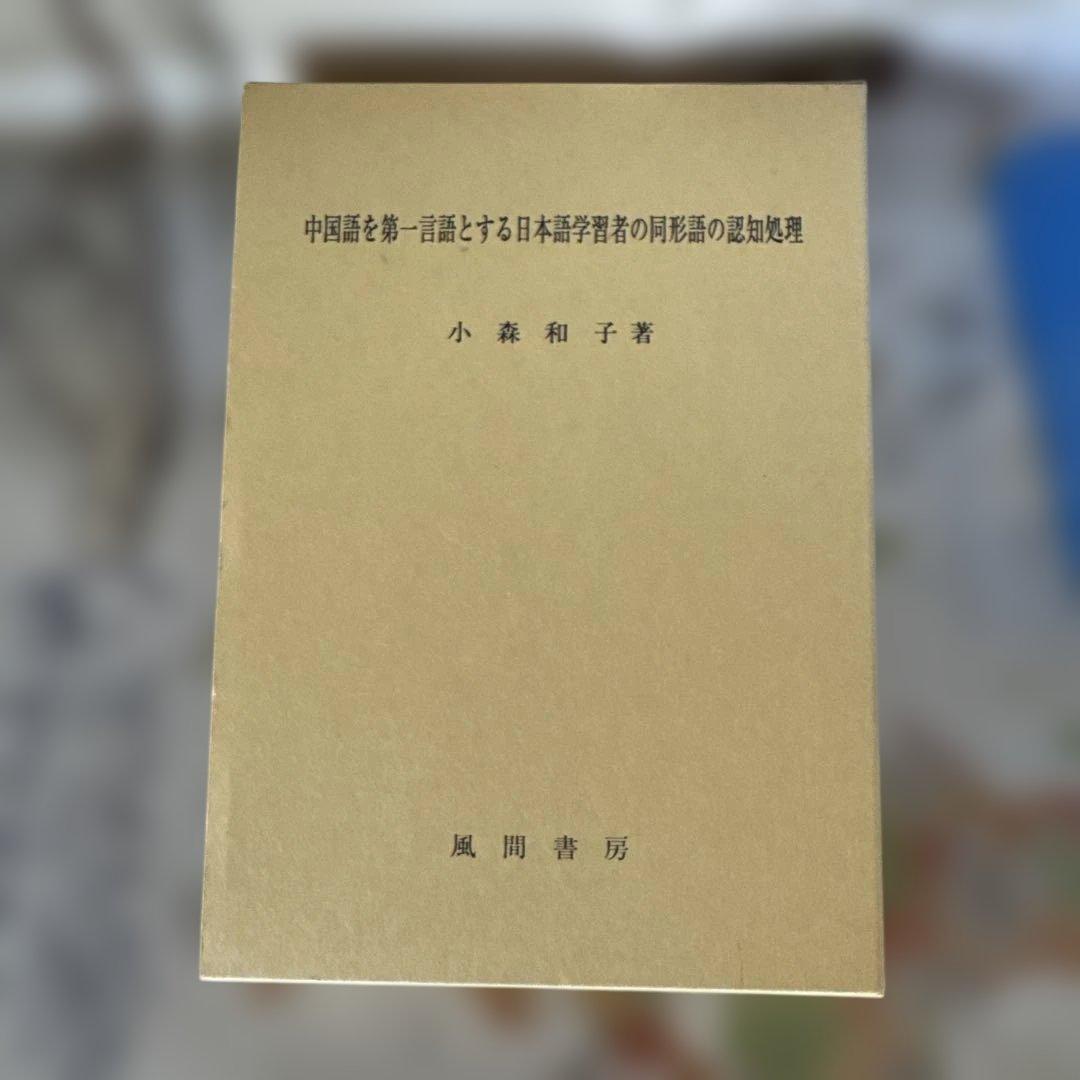 中国語を第一言語とする日本語学習者の同形語の認知処理
小森和子著
風間書房